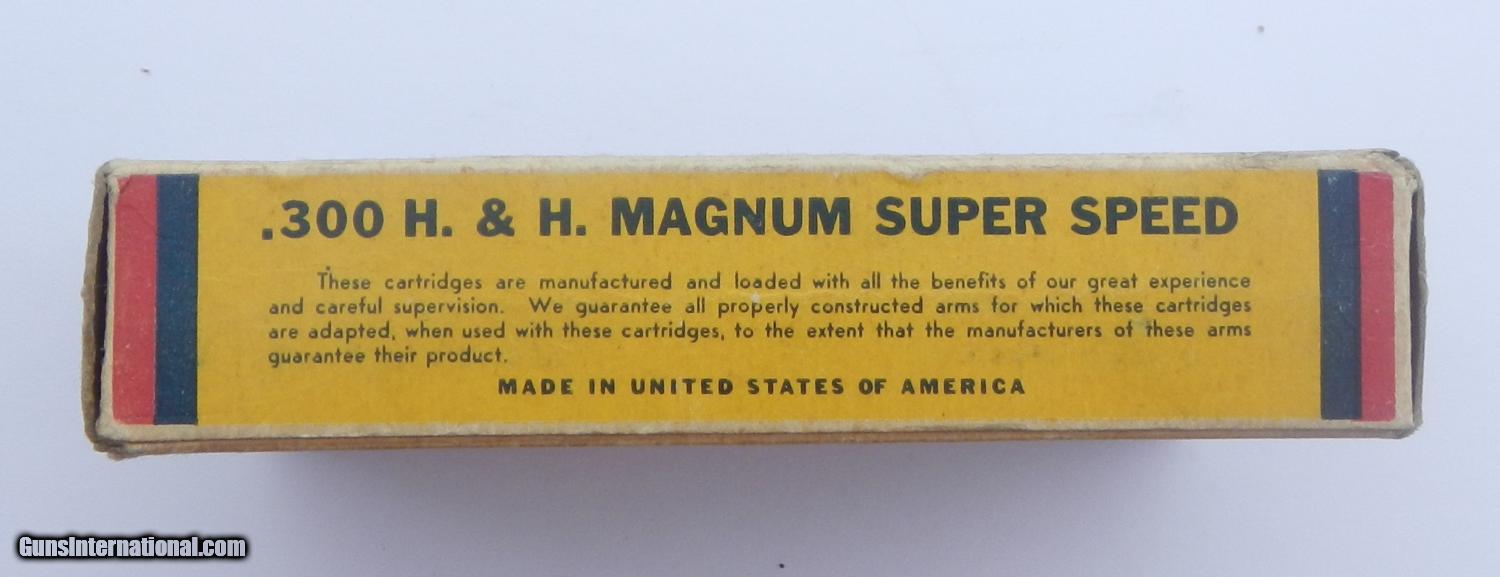 .300 H. & H. MAGNUM SUPER SPEED
These cartridges are manufactured and loaded with all the benefits of our great experience
and careful supervision. We guarantee all properly constructed arms for which these cartridges
are adapted, when used with these cartridges, to the extent that the manufacturers of these arms
guarantee their product.
MADE IN UNITED STATES OF AMERICA
GunsInternational.com